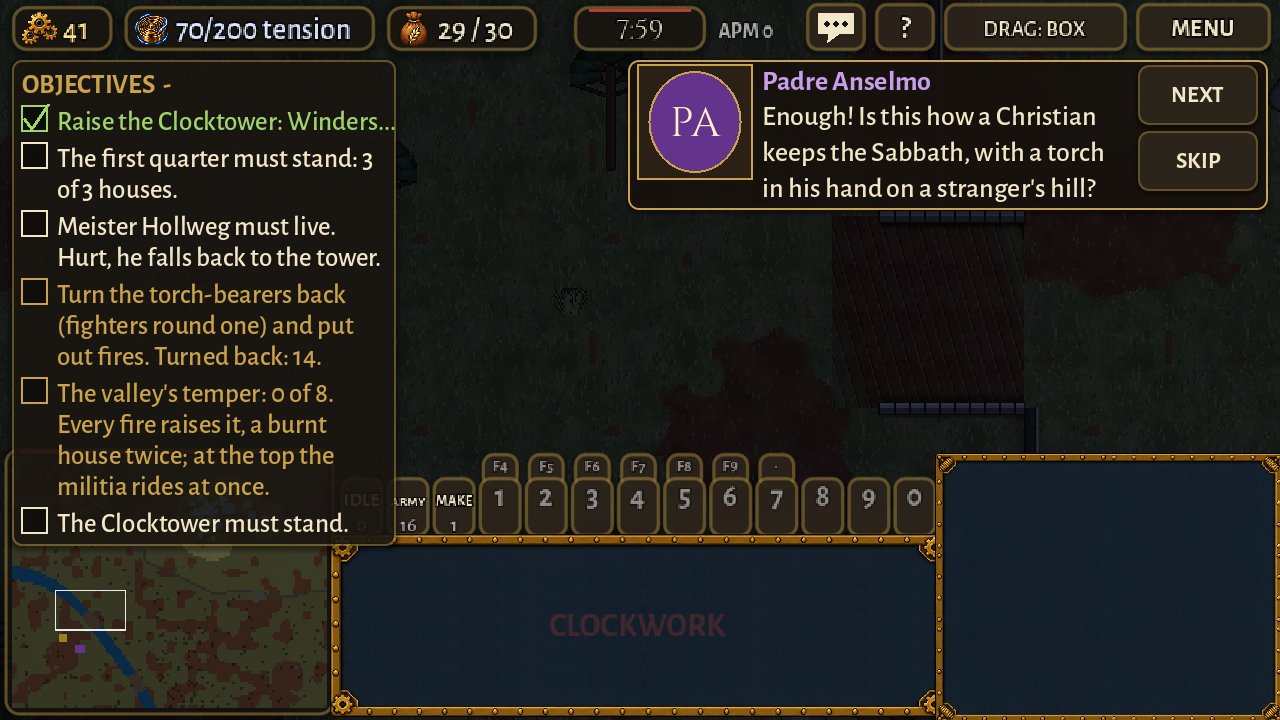 41
70/200 tension
29/30
7:59
APM 0
?
DRAG: BOX
MENU
OBJECTIVES -
Raise the Clocktower: Winders...
The first quarter must stand: 3
of 3 houses.
Meister Hollweg must live.
Hurt, he falls back to the tower.
Turn the torch-bearers back
(fighters round one) and put
out fires. Turned back: 14.
The valley's temper: 0 of 8.
Every fire raises it, a burnt
house twice; at the top the
militia rides at once.
The Clocktower must stand.
PA
Padre Anselmo
Enough! Is this how a Christian
keeps the Sabbath, with a torch
in his hand on a stranger's hill?
NEXT
SKIP
F4 F5 F6 F7 F8 F9 .
IDLE ARMY MAKE 1 2 3 4 5 6 7 8 9 0
0 16 1
CLOCKWORK